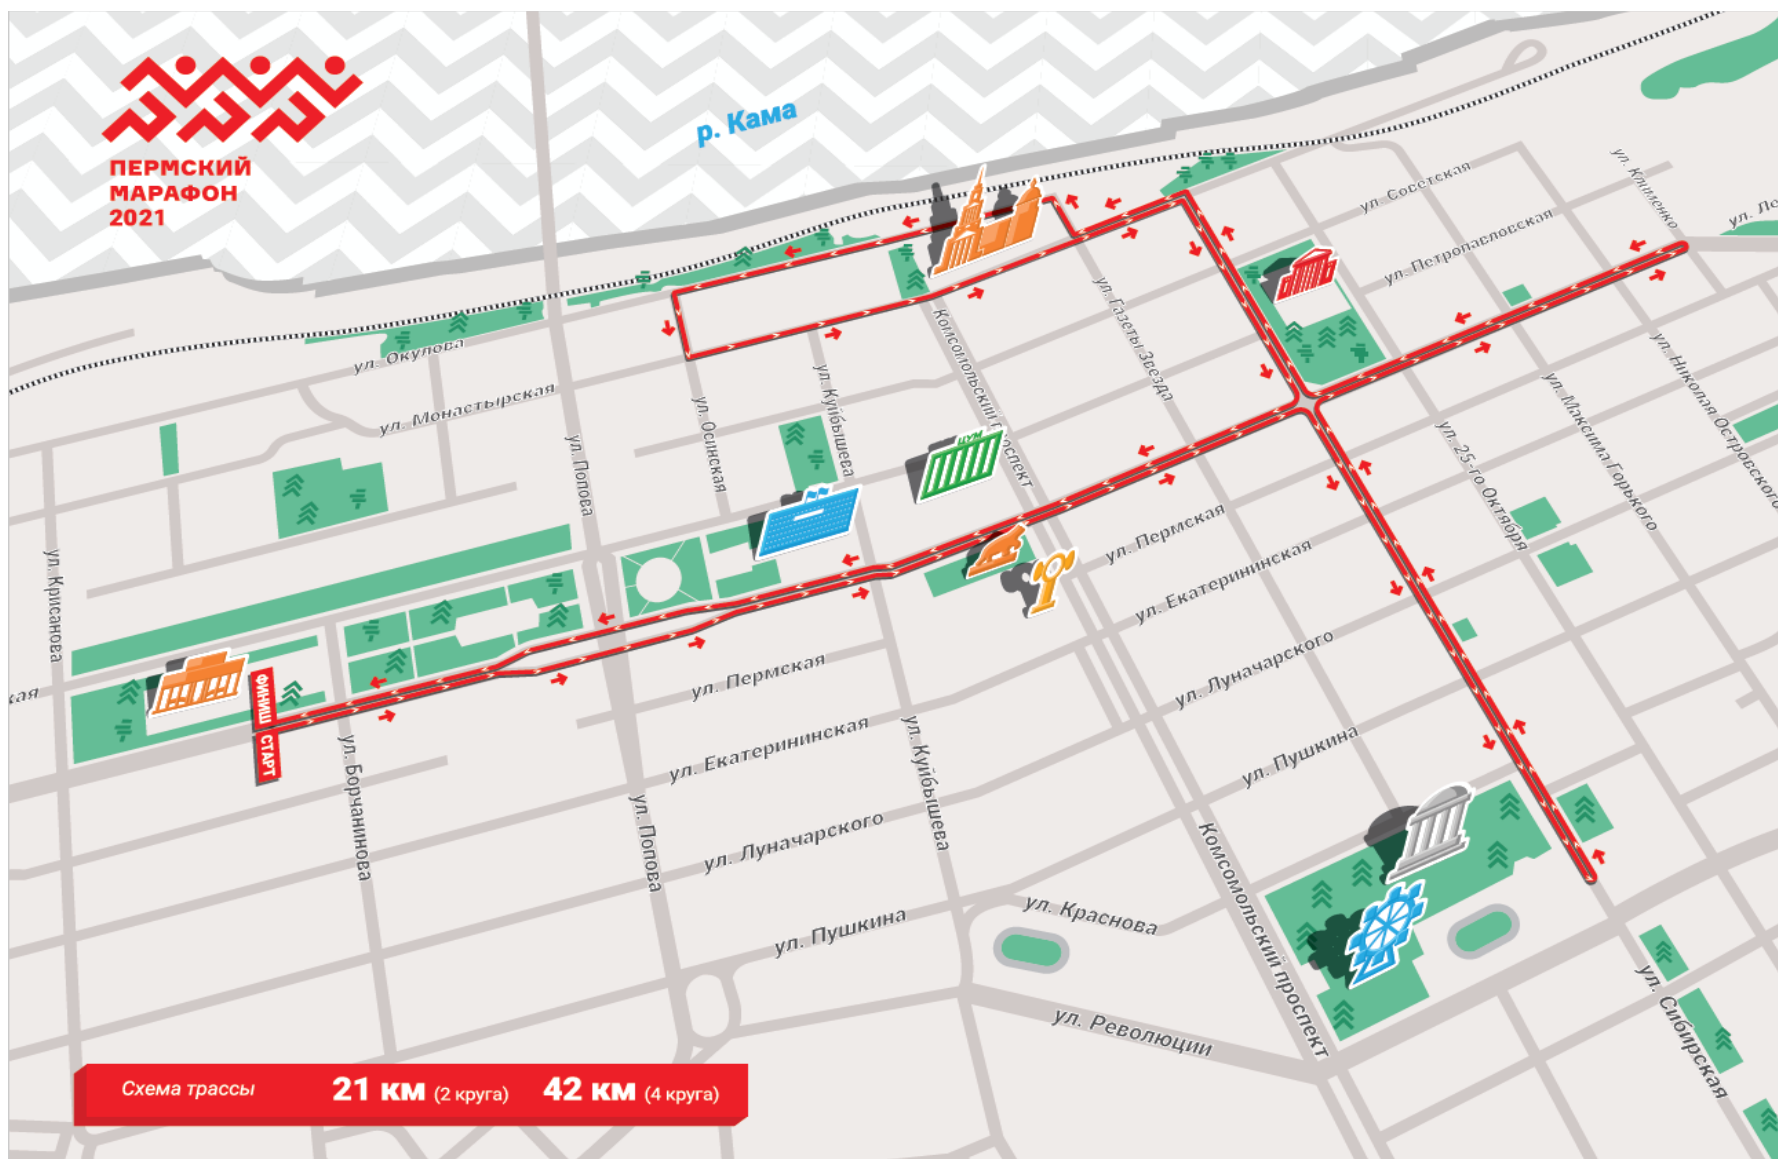 ПЕРМСКИЙ
МАРАФОН
2021
р. Кама
ул. Советская
ул. Клименко
ул. Петропавловская
ул. Окулова
ул. Монастырская
ул. Осинская
ул. Куйбышева
Комсомольский проспект
ул. Газеты Звезда
ул. Николая Островского
ул. Максима Горького
ул. 25-го Октября
ул. Попова
ЦУМ
ул. Крисанова
ул. Пермская
ул. Екатерининская
ул. Луначарского
ул. Пушкина
ФИНИШ
СТАРТ
ул. Борчанинова
ул. Пермская
ул. Екатерининская
ул. Луначарского
ул. Пушкина
ул. Попова
ул. Куйбышева
ул. Краснова
ул. Революции
Комсомольский проспект
ул. Сибирская
Схема трассы 21 км (2 круга) 42 км (4 круга)